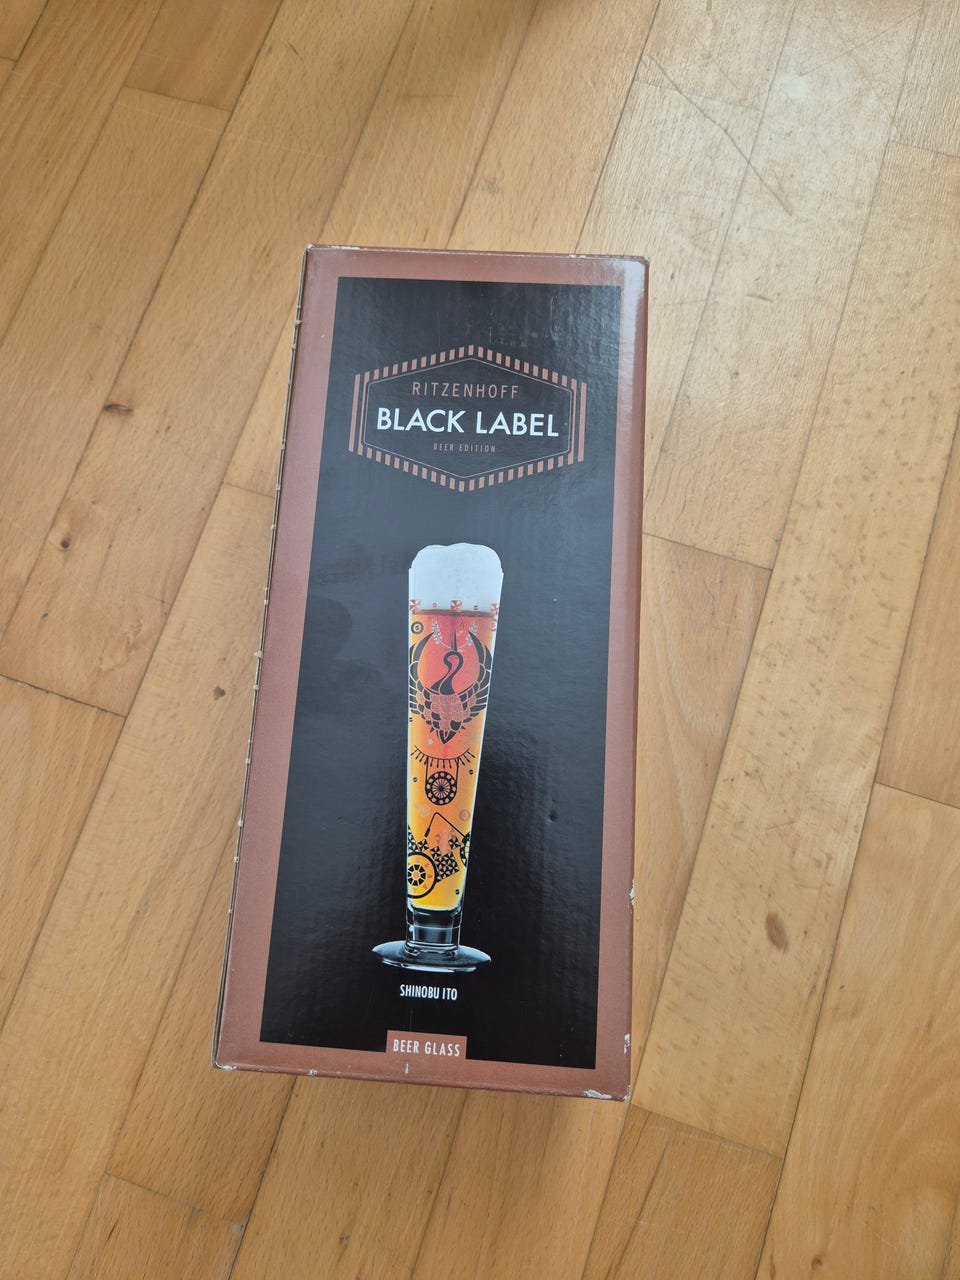 RITZENHOFF
BLACK LABEL
BEER EDITION
SHINOBU ITO
BEER GLASS